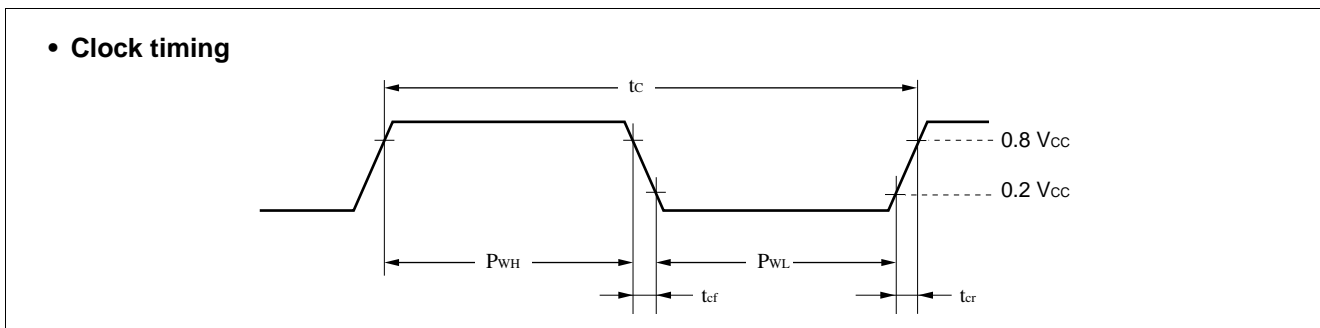 • Clock timing
tC
0.8 VCC
0.2 VCC
PWH
PWL
tcf
tcr